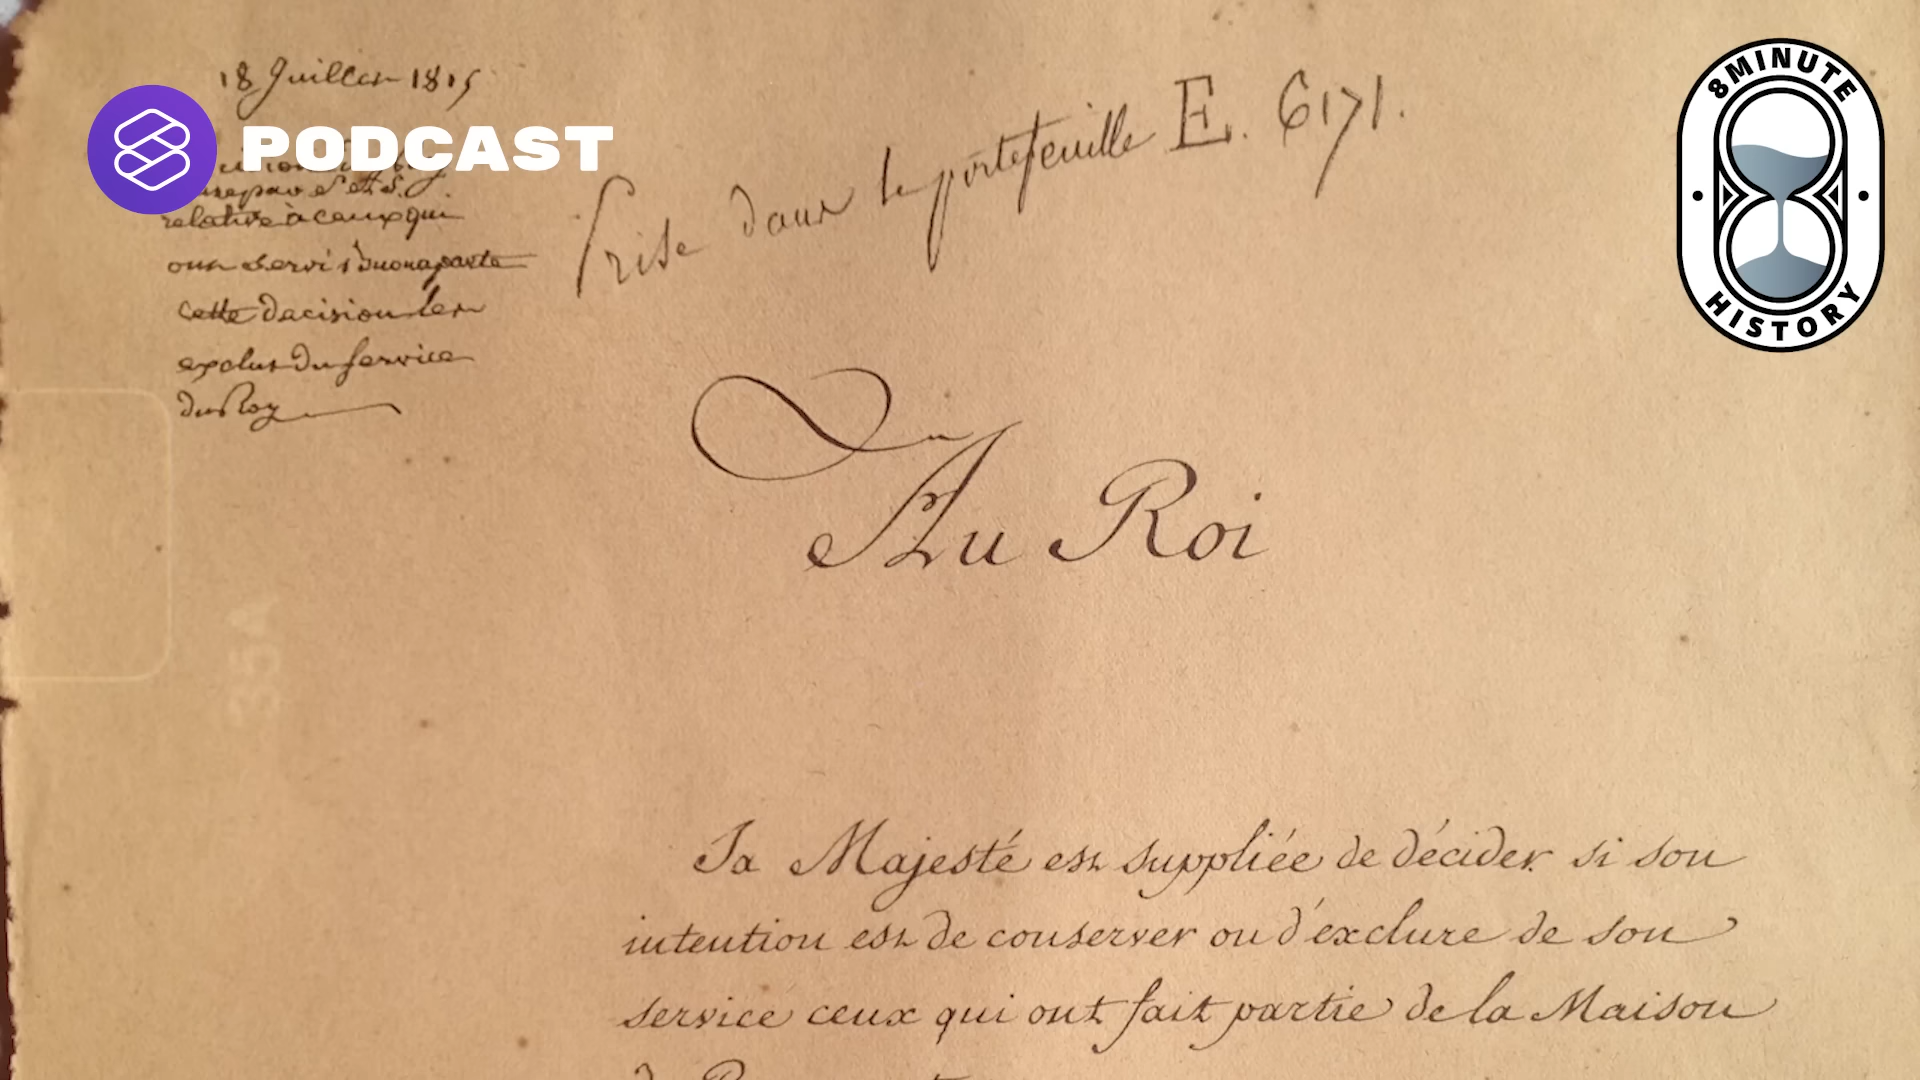 18 Juillet 1815
PODCAST
relative à ceux qui
ont servi Buonaparte
cette decision les
exclut du service
du Roy
Prise dans le portefeuille E. 6171.
8MINUTE
HISTORY
Au Roi
Sa Majesté est suppliée de décider si son
intention est de conserver ou d'exclure de son
service ceux qui ont fait partie de la Maison
35A